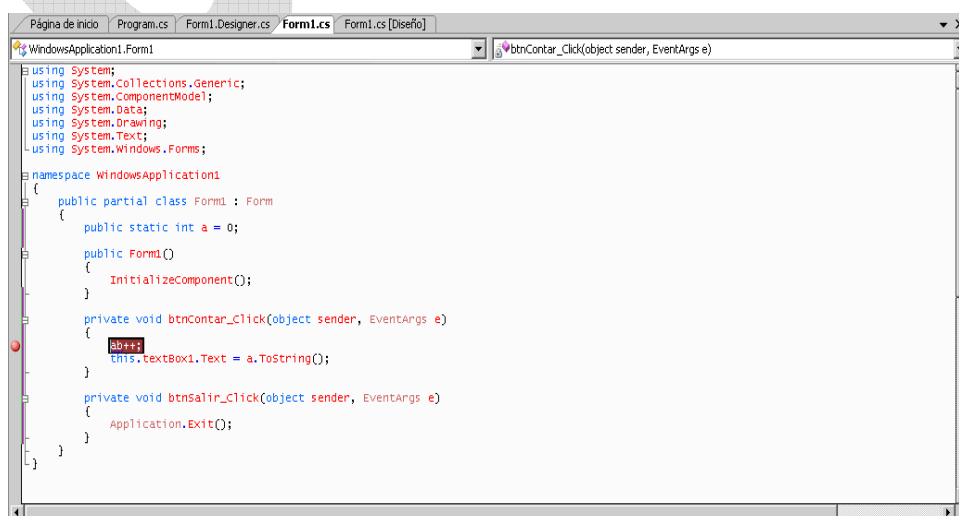 Página de inicio Program.cs Form1.Designer.cs Form1.cs Form1.cs [Diseño]
WindowsApplication1.Form1 btnContar_Click(object sender, EventArgs e)
using System;
using System.Collections.Generic;
using System.ComponentModel;
using System.Data;
using System.Drawing;
using System.Text;
using System.Windows.Forms;
namespace WindowsApplication1
{
public partial class Form1 : Form
{
public static int a = 0;
public Form1()
{
InitializeComponent();
}
private void btnContar_Click(object sender, EventArgs e)
{
ab++;
this.textBox1.Text = a.ToString();
}
private void btnSalir_Click(object sender, EventArgs e)
{
Application.Exit();
}
}
}